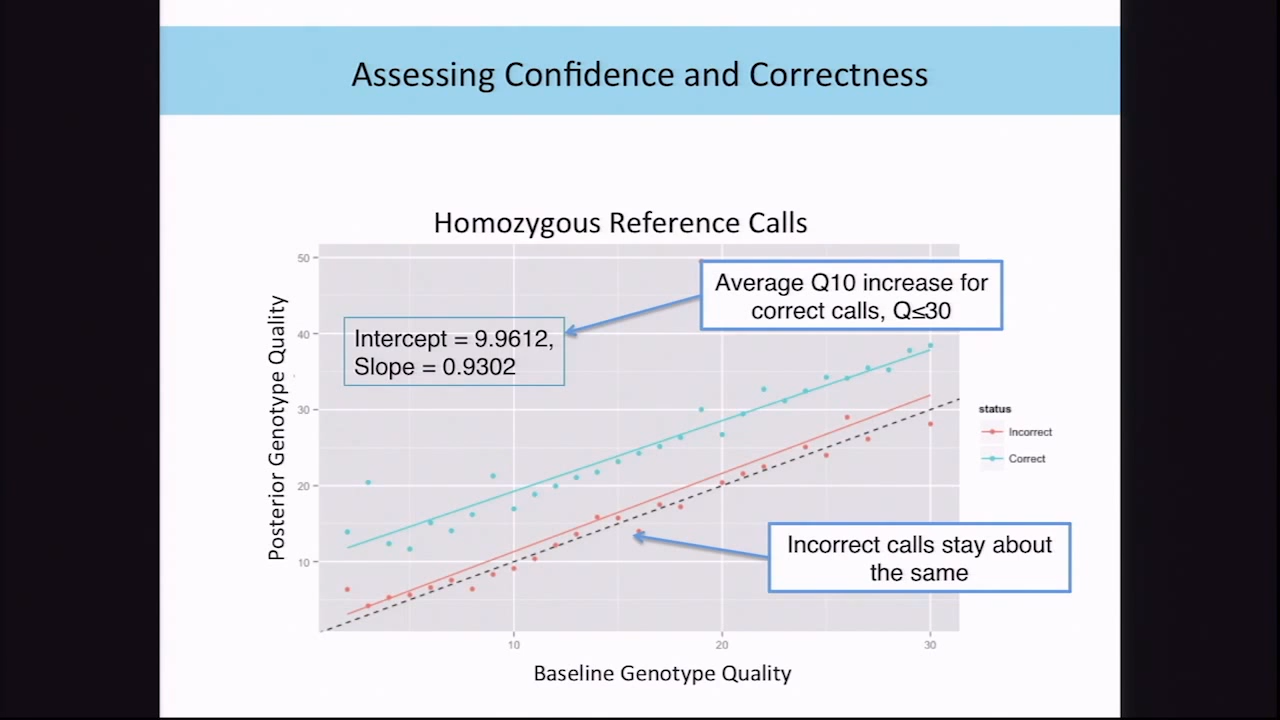 Assessing Confidence and Correctness
Homozygous Reference Calls
Average Q10 increase for
correct calls, Q≤30
Intercept = 9.9612,
Slope = 0.9302
Posterior Genotype Quality
50
40
30
20
10
status
Incorrect
Correct
Incorrect calls stay about
the same
10
20
30
Baseline Genotype Quality